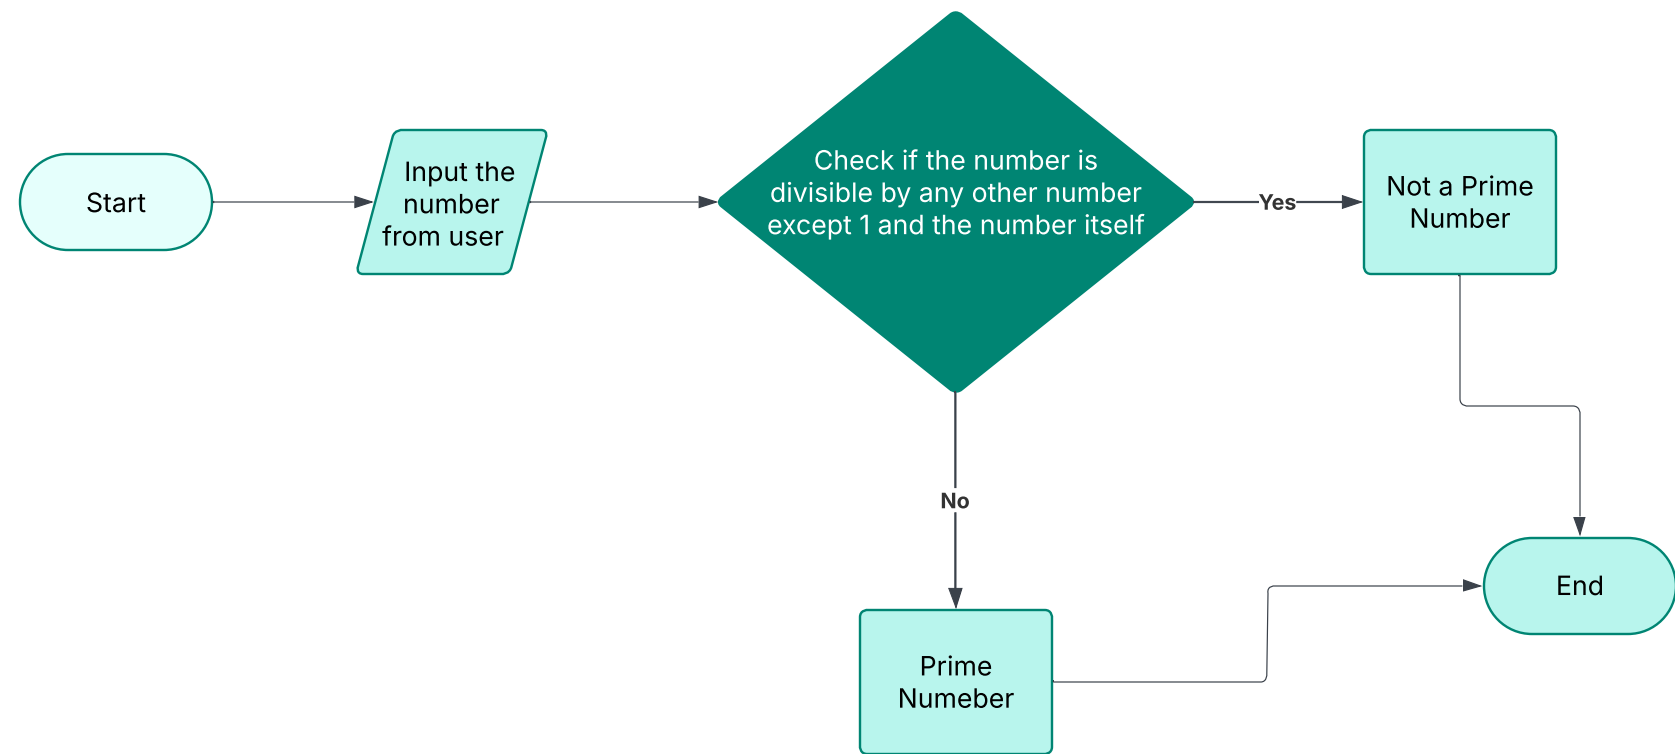 Start
Input the
number
from user
Check if the number is
divisible by any other number
except 1 and the number itself
Yes
Not a Prime
Number
No
Prime
Numeber
End